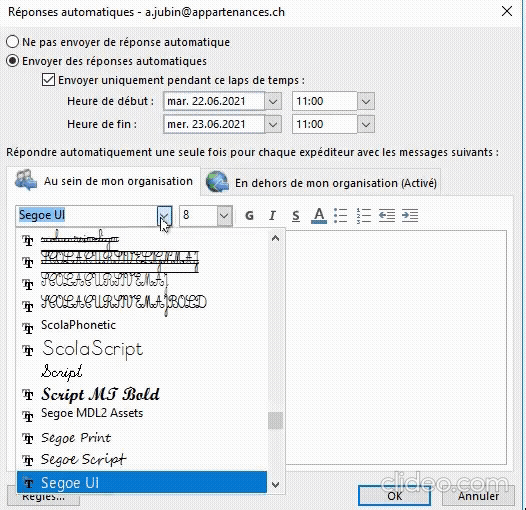 Réponses automatiques - a.jubin@appartenances.ch
Ne pas envoyer de réponse automatique
Envoyer des réponses automatiques
Envoyer uniquement pendant ce laps de temps :
Heure de début : mar. 22.06.2021 11:00
Heure de fin : mer. 23.06.2021 11:00
Répondre automatiquement une seule fois pour chaque expéditeur avec les messages suivants :
Au sein de mon organisation
En dehors de mon organisation (Activé)
Segoe UI 8 G I S A
ScolaPhonetic
ScolaScript
Script
Script MT Bold
Segoe MDL2 Assets
Segoe Print
Segoe Script
Segoe UI
Règles...
OK
Annuler
clideo.com